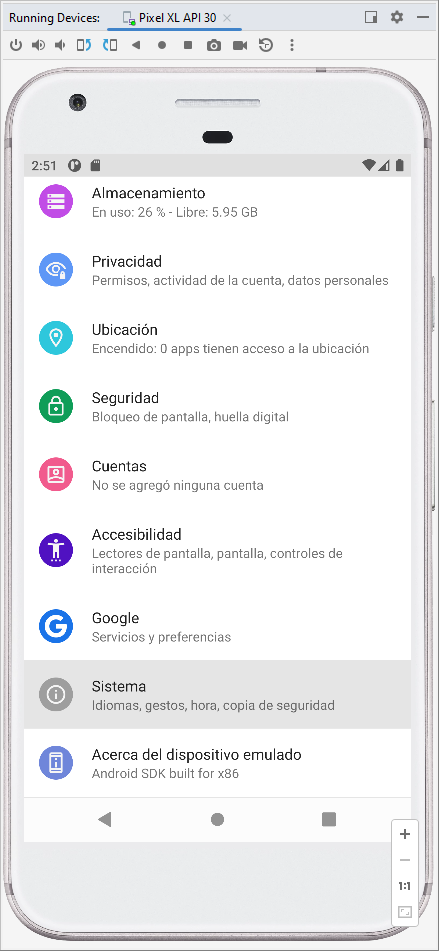 Running Devices:
Pixel XL API 30
2:51
Almacenamiento
En uso: 26 % - Libre: 5.95 GB
Privacidad
Permisos, actividad de la cuenta, datos personales
Ubicación
Encendido: 0 apps tienen acceso a la ubicación
Seguridad
Bloqueo de pantalla, huella digital
Cuentas
No se agregó ninguna cuenta
Accesibilidad
Lectores de pantalla, pantalla, controles de
interacción
Google
Servicios y preferencias
Sistema
Idiomas, gestos, hora, copia de seguridad
Acerca del dispositivo emulado
Android SDK built for x86
1:1